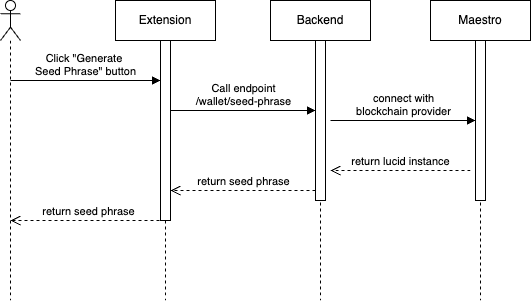 Extension
Backend
Maestro
Click "Generate
Seed Phrase" button
Call endpoint
/wallet/seed-phrase
connect with
blockchain provider
return lucid instance
return seed phrase
return seed phrase